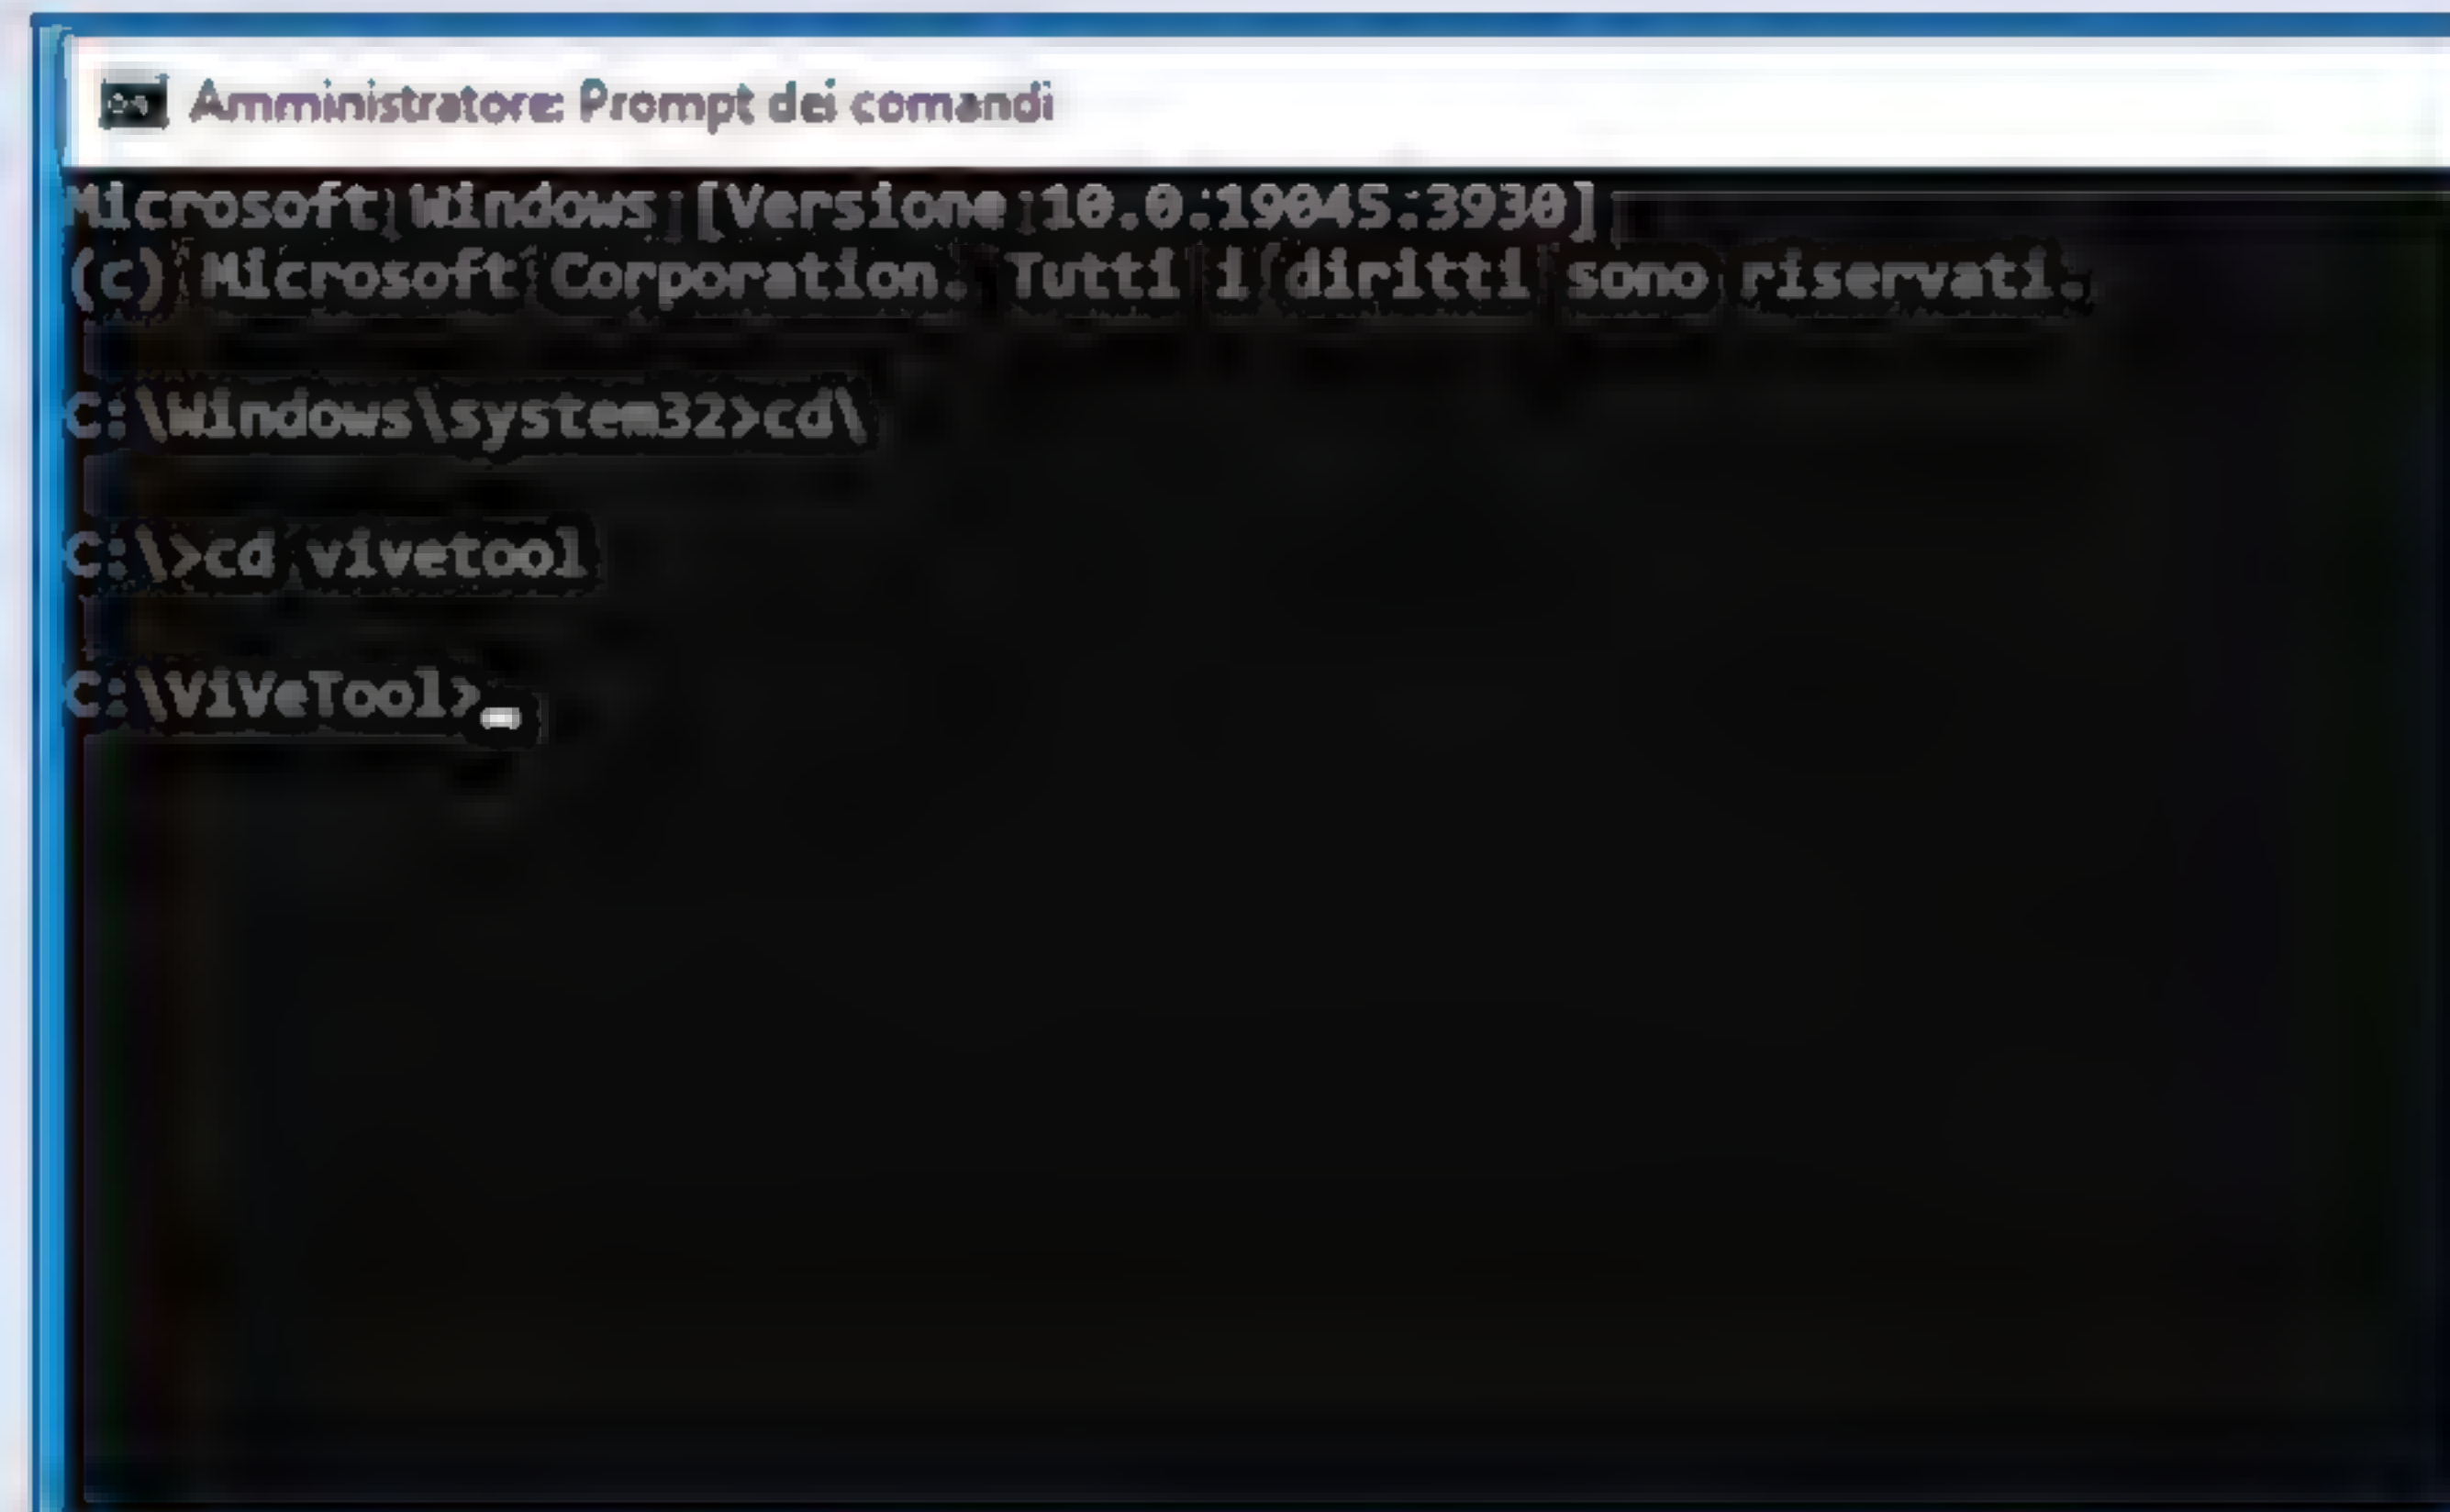 Amministratore: Prompt dei comandi
Microsoft Windows [Versione 10.0.19045.3930]
(c) Microsoft Corporation. Tutti i diritti sono riservati.
C:\Windows\system32>cd\
C:\>cd vivetool
C:\ViVeTool>